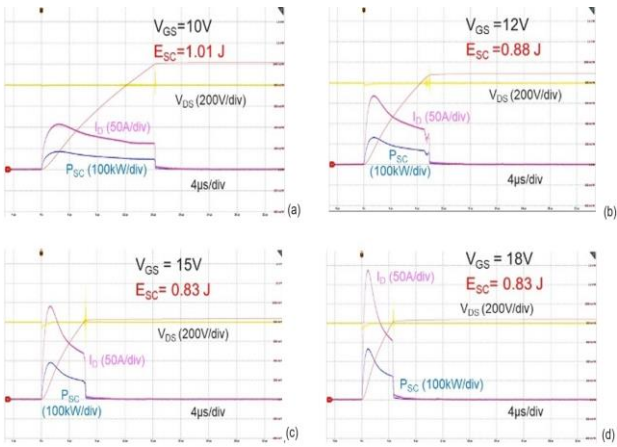 V_GS = 10V
E_SC = 1.01 J
V_DS (200V/div)
I_D (50A/div)
P_SC (100kW/div)
4μs/div
(a)
V_GS = 12V
E_SC = 0.88 J
V_DS (200V/div)
I_D (50A/div)
P_SC
(100kW/div)
4μs/div
(b)
V_GS = 15V
E_SC = 0.83 J
V_DS (200V/div)
I_D (50A/div)
P_SC
(100kW/div)
4μs/div
(c)
V_GS = 18V
I_D (50A/div)
E_SC = 0.83 J
V_DS (200V/div)
P_SC (100kW/div)
4μs/div
(d)